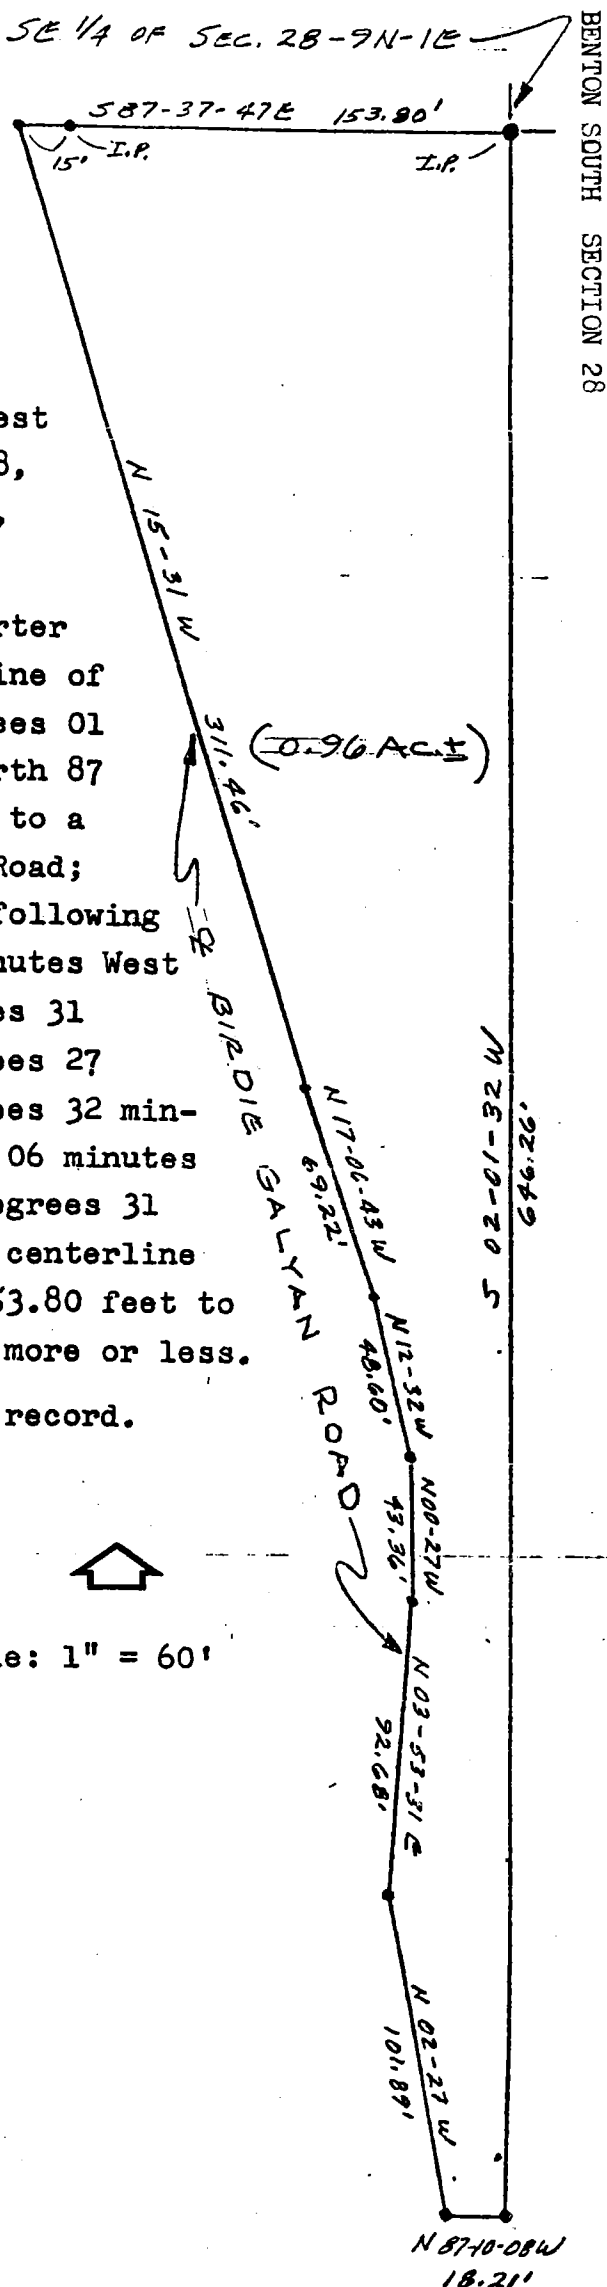 SE 1/4 OF SEC. 28-9N-1E
BENTON SOUTH SECTION 28
S87-37-47E 153.80'
15' I.P.
I.P.
est
8,
,
rter
ine of
ees 01
rth 87
to a
Road;
following
nutes West
es 31
ees 27
ees 32 min-
06 minutes
egrees 31
centerline
53.80 feet to
more or less.
record.
N 15-31 W
311.46'
(0.96 AC.±)
℄ BIRDIE GALYAN ROAD
S 02-01-32 W
646.26'
N 17-06-43 W
69.22'
N 12-32 W
48.60'
N 00-27 W.
43.36'
e: 1" = 60'
N 03-53-31 E
92.68'
N 02-27 W
101.89'
N 87-10-08W
18.21'